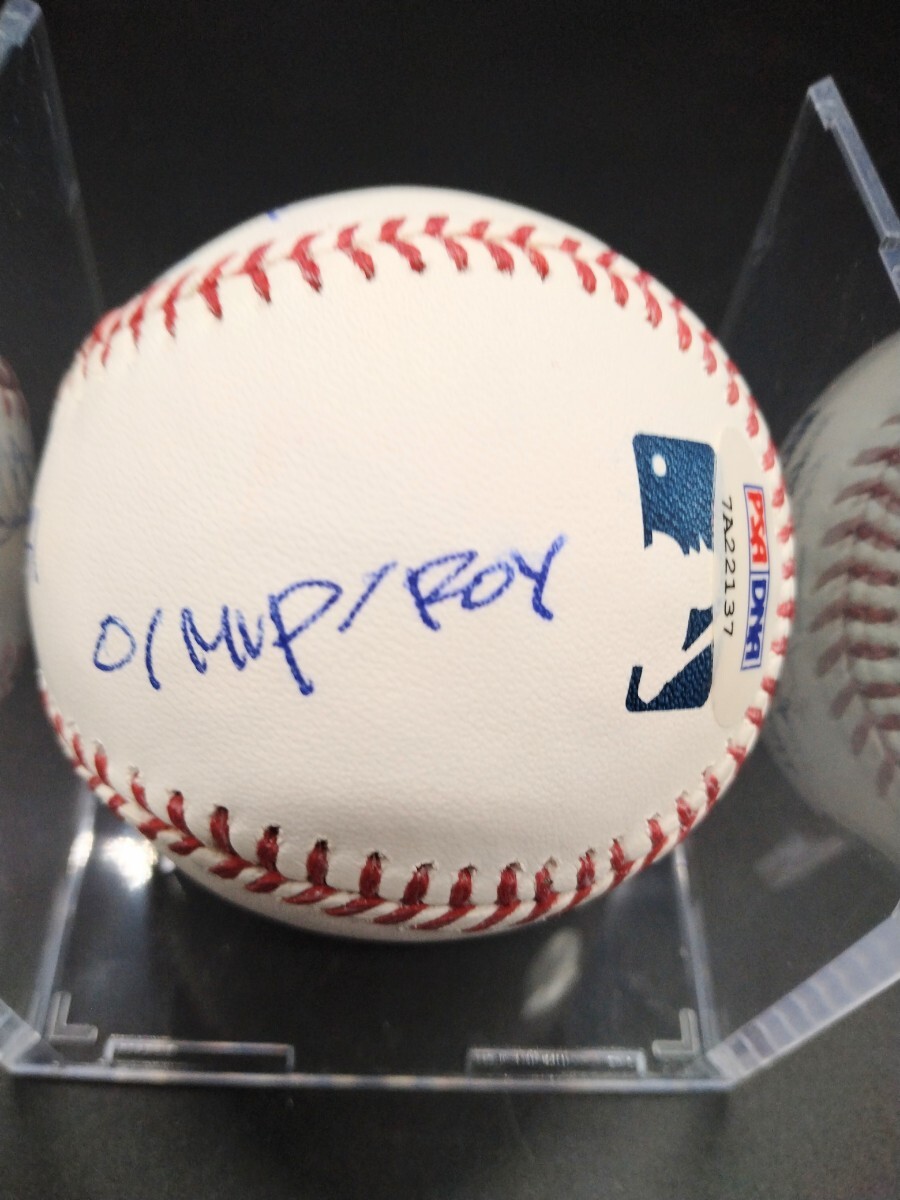 01 MVP/ROY
PSA DNA
7A22137